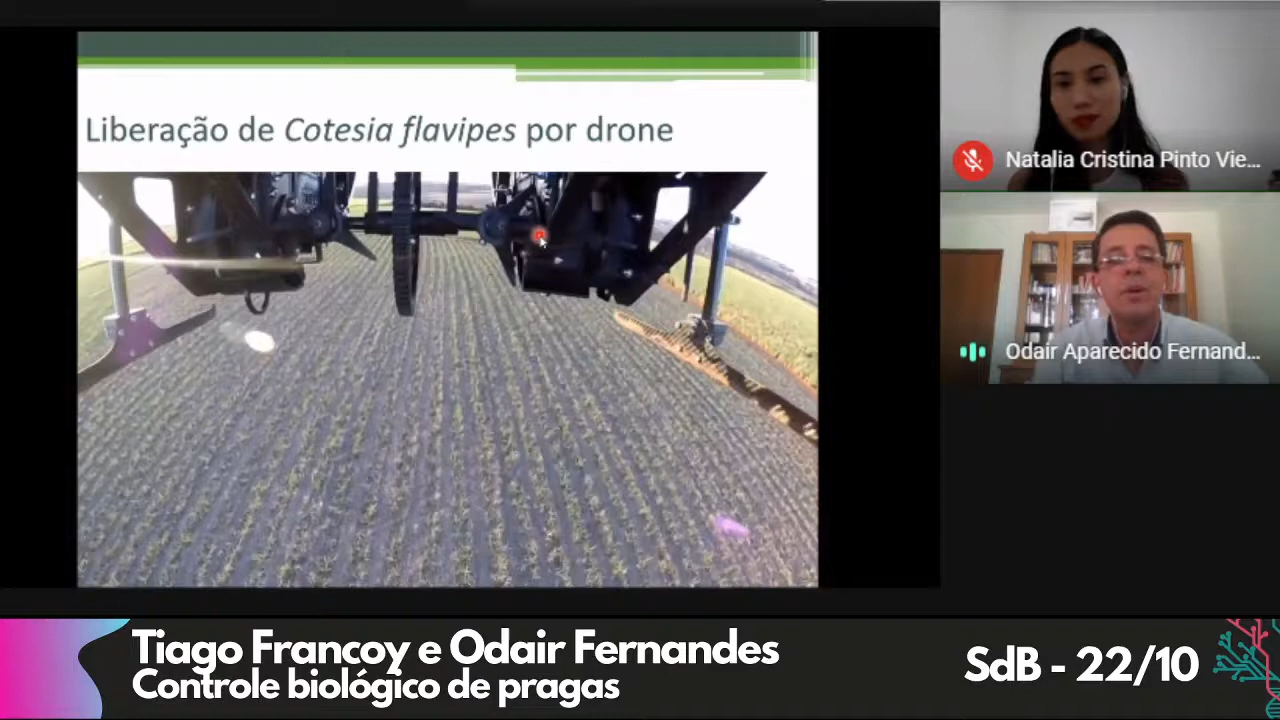 Liberação de Cotesia flavipes por drone
Natalia Cristina Pinto Vie...
Odair Aparecido Fernand...
Tiago Francoy e Odair Fernandes
Controle biológico de pragas
SdB - 22/10